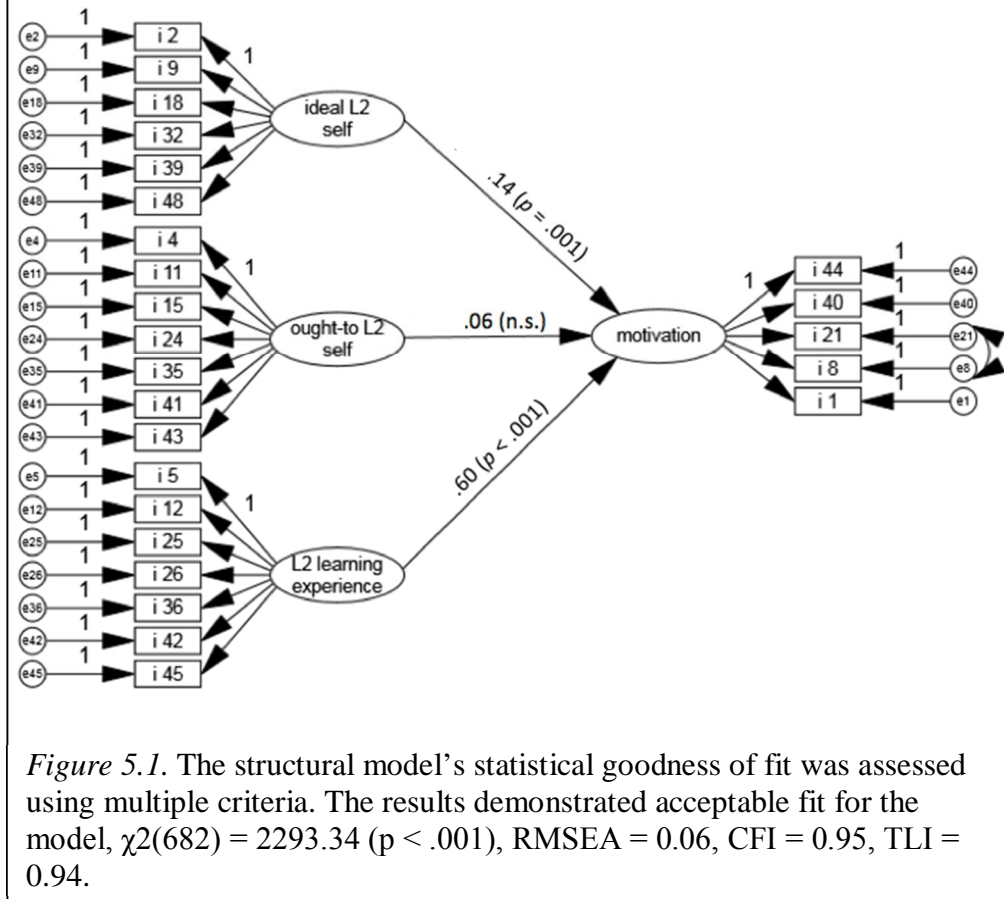 e2 1 i 2 1
e9 1 i 9
e18 1 i 18
e32 1 i 32
e39 1 i 39
e48 1 i 48
ideal L2
self
.14 (p = .001)
e4 1 i 4 1
e11 1 i 11
e15 1 i 15
e24 1 i 24
e35 1 i 35
e41 1 i 41
e43 1 i 43
ought-to L2
self
.06 (n.s.)
e5 1 i 5 1
e12 1 i 12
e25 1 i 25
e26 1 i 26
e36 1 i 36
e42 1 i 42
e45 1 i 45
L2 learning
experience
.60 (p < .001)
motivation
1 i 44 1 e44
i 40 1 e40
i 21 1 e21
i 8 1 e8
i 1 1 e1
Figure 5.1. The structural model’s statistical goodness of fit was assessed
using multiple criteria. The results demonstrated acceptable fit for the
model, χ2(682) = 2293.34 (p < .001), RMSEA = 0.06, CFI = 0.95, TLI =
0.94.